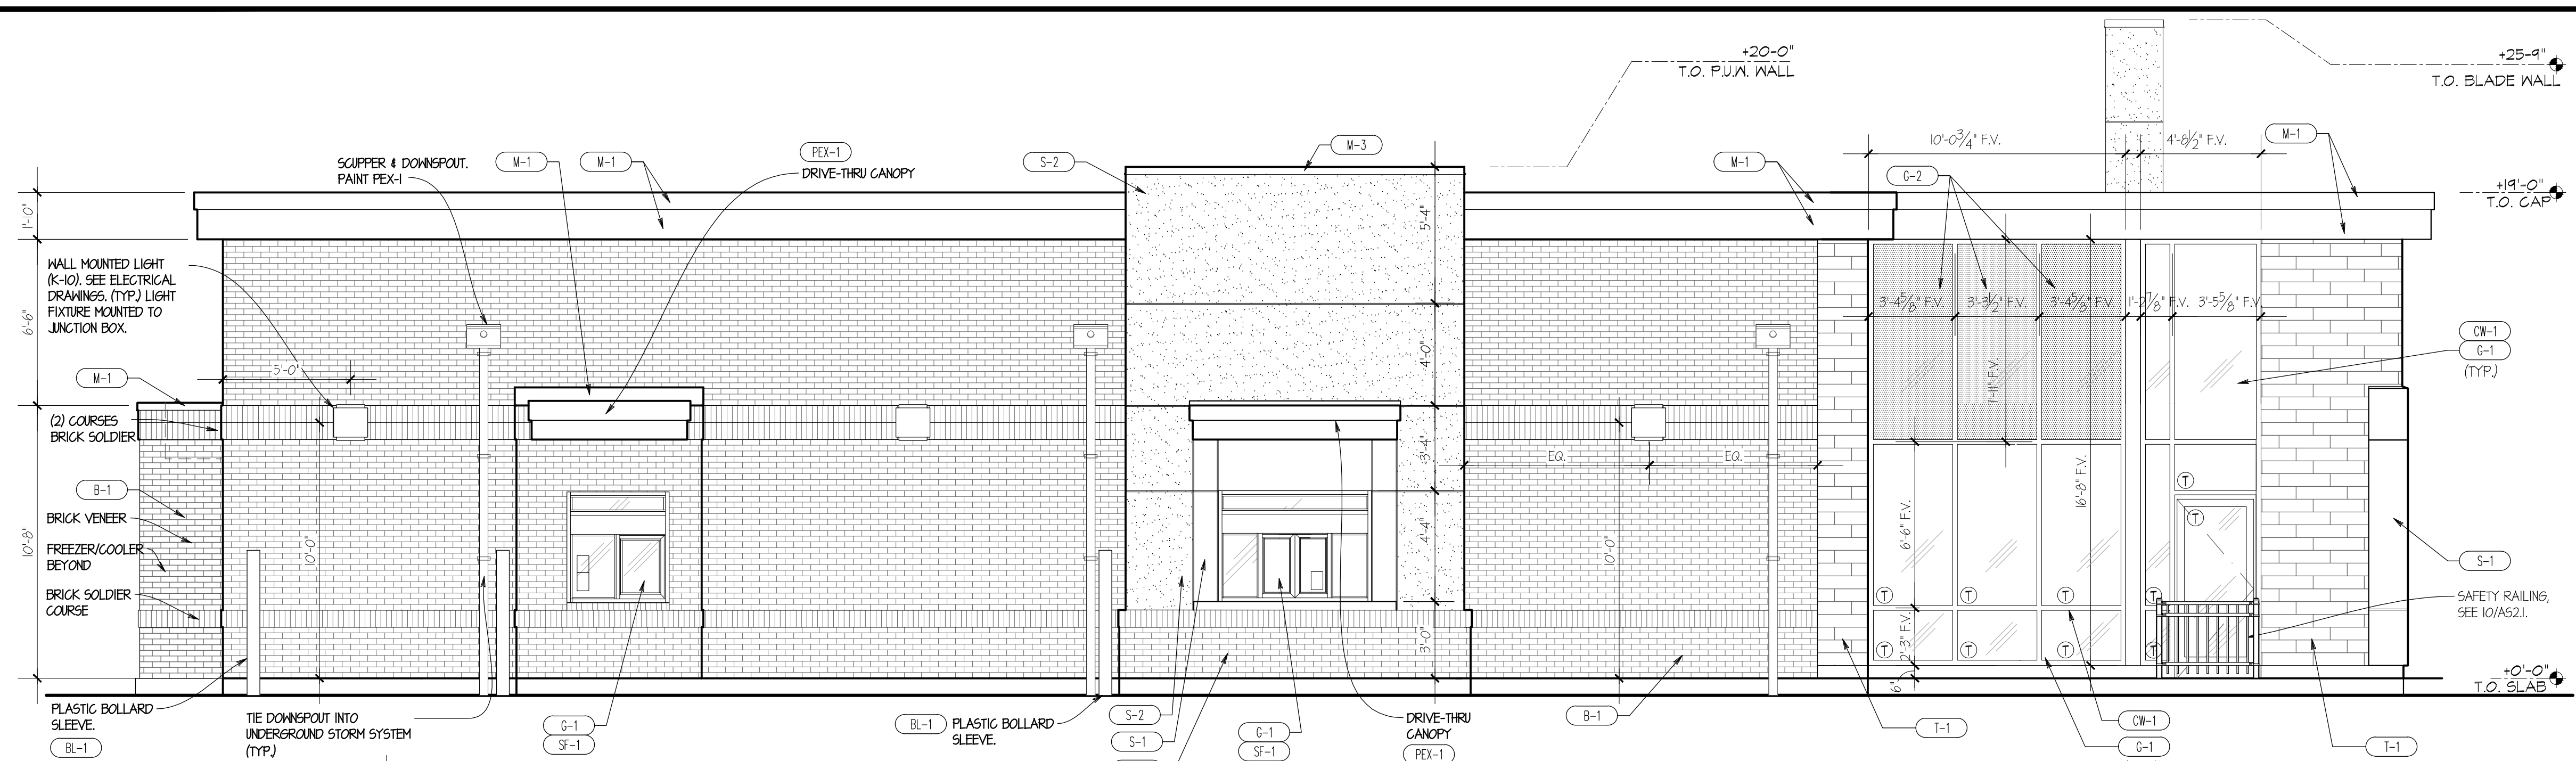 +20-0"
T.O. P.U.W. WALL
+25-9"
T.O. BLADE WALL
10'-0¾" F.V.
4'-8½" F.V.
M-1
SCUPPER & DOWNSPOUT.
PAINT PEX-1
M-1
M-1
PEX-1
DRIVE-THRU CANOPY
S-2
M-3
M-1
G-2
+19'-0"
T.O. CAP
1'-10"
5'-4"
WALL MOUNTED LIGHT
(K-10). SEE ELECTRICAL
DRAWINGS. (TYP.) LIGHT
FIXTURE MOUNTED TO
JUNCTION BOX.
6'-6"
3'-4⅝" F.V.
3'-3½" F.V.
3'-4⅝" F.V.
1'-2⅞" F.V.
3'-5⅝" F.V.
CW-1
G-1
(TYP.)
5'-0"
4'-0"
7'-11" F.V.
M-1
(2) COURSES
BRICK SOLDIER
EQ.
EQ.
3'-4"
B-1
BRICK VENEER
FREEZER/COOLER
BEYOND
BRICK SOLDIER
COURSE
10'-8"
10'-0"
4'-4"
10'-0"
6'-6" F.V.
16'-8" F.V.
T
T
S-1
SAFETY RAILING,
SEE 10/AS2.1.
T
T
T
T
3'-0"
2'-3" F.V.
T
T
T
T
6"
+0'-0"
T.O. SLAB
PLASTIC BOLLARD
SLEEVE.
BL-1
TIE DOWNSPOUT INTO
UNDERGROUND STORM SYSTEM
(TYP.)
G-1
SF-1
BL-1
PLASTIC BOLLARD
SLEEVE.
S-2
S-1
G-1
SF-1
DRIVE-THRU
CANOPY
PEX-1
B-1
T-1
CW-1
G-1
T-1